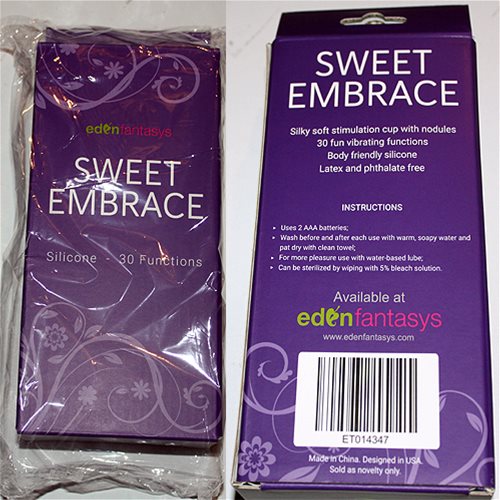 edenfantasys
SWEET
EMBRACE
Silicone - 30 Functions
SWEET
EMBRACE
Silky soft stimulation cup with nodules
30 fun vibrating functions
Body friendly silicone
Latex and phthalate free
INSTRUCTIONS
• Uses 2 AAA batteries;
• Wash before and after each use with warm, soapy water and
pat dry with clean towel;
• For more pleasure use with water-based lube;
• Can be sterilized by wiping with 5% bleach solution.
Available at
edenfantasys
www.edenfantasys.com
ET014347
Made in China. Designed in USA.
Sold as novelty only.